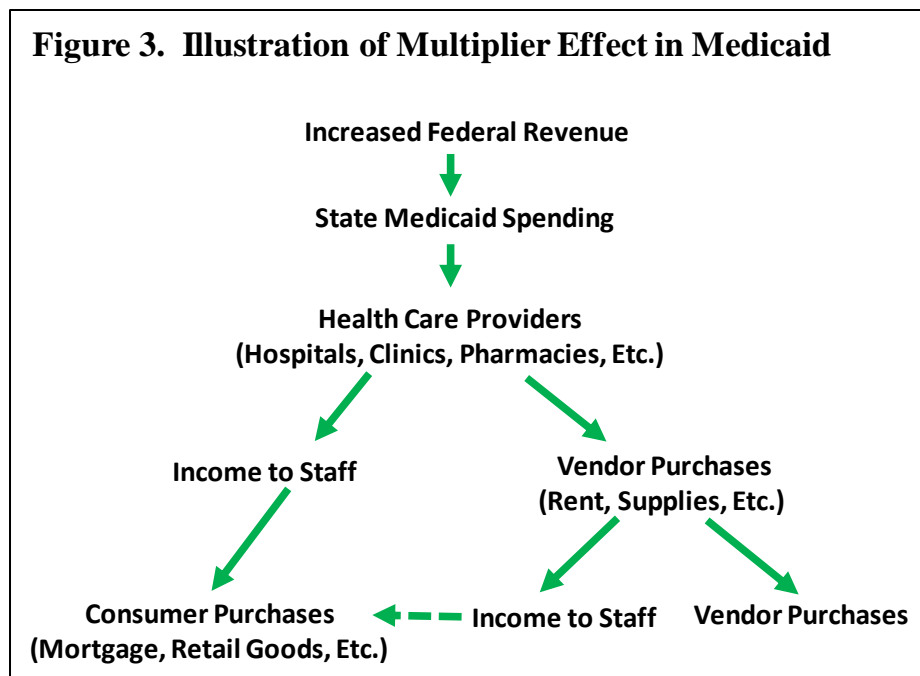 Figure 3.  Illustration of Multiplier Effect in Medicaid
Increased Federal Revenue
State Medicaid Spending
Health Care Providers
(Hospitals, Clinics, Pharmacies, Etc.)
Income to Staff
Vendor Purchases
(Rent, Supplies, Etc.)
Consumer Purchases
(Mortgage, Retail Goods, Etc.)
Income to Staff
Vendor Purchases